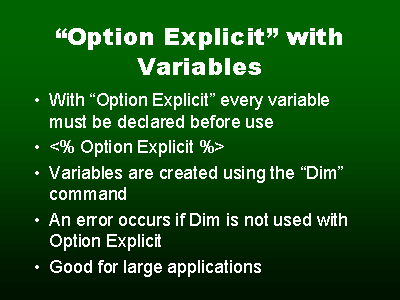 “Option Explicit” with
Variables
• With “Option Explicit” every variable
must be declared before use
• <% Option Explicit %>
• Variables are created using the “Dim”
command
• An error occurs if Dim is not used with
Option Explicit
• Good for large applications